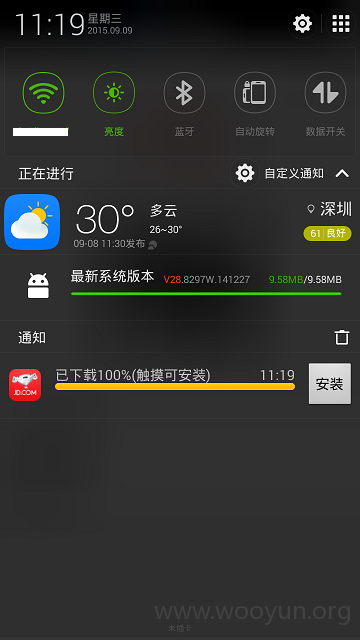 11:19 星期三
2015.09.09
亮度 蓝牙 自动旋转 数据开关
正在进行 自定义通知
30° 多云 深圳
26~30° 61 良好
09-08 11:30发布
最新系统版本 V28.8297W.141227 9.58MB/9.58MB
通知
已下载100%(触摸可安装) 11:19 安装
JD.COM
www.wooyun.org
未插卡